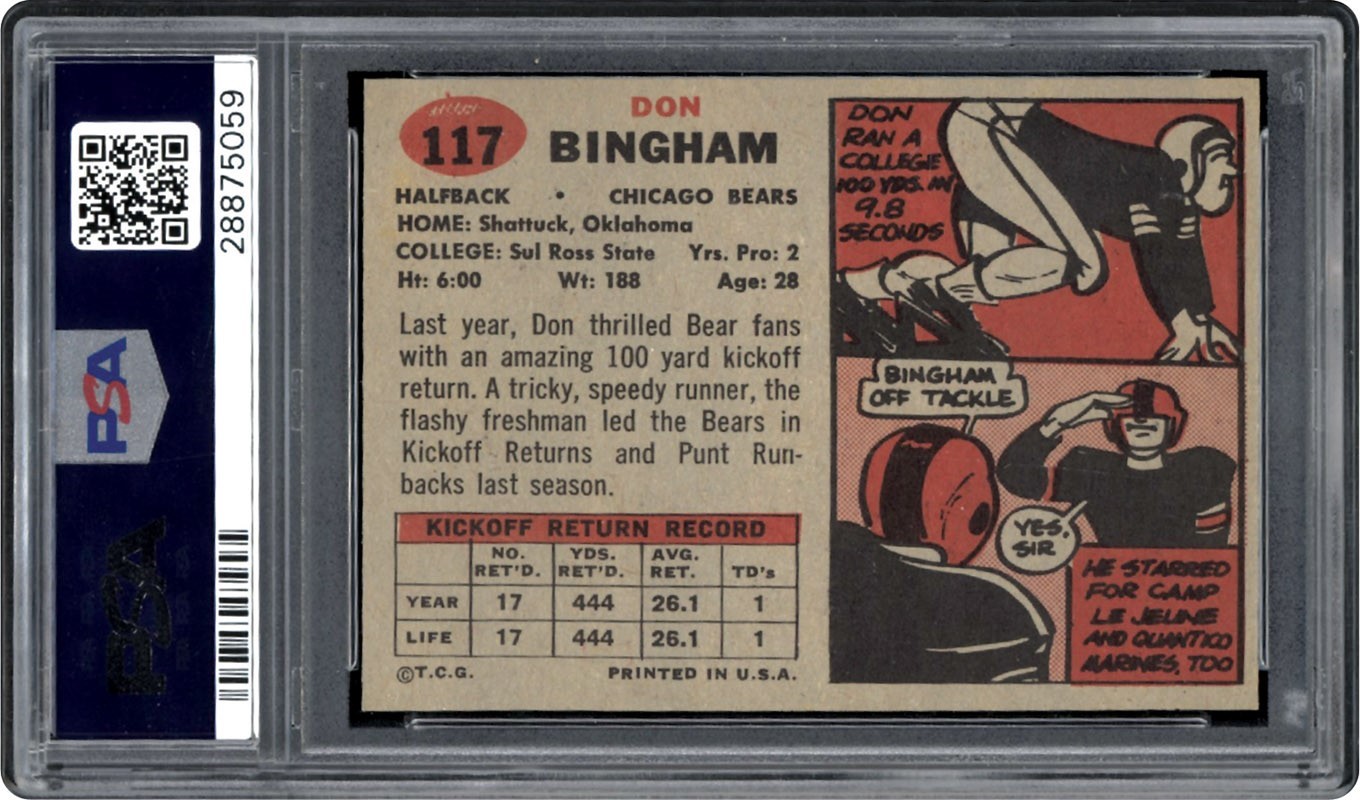 28875059
PSA
PSA
117
DON
BINGHAM
HALFBACK • CHICAGO BEARS
HOME: Shattuck, Oklahoma
COLLEGE: Sul Ross State Yrs. Pro: 2
Ht: 6:00 Wt: 188 Age: 28
Last year, Don thrilled Bear fans
with an amazing 100 yard kickoff
return. A tricky, speedy runner, the
flashy freshman led the Bears in
Kickoff Returns and Punt Run-
backs last season.
KICKOFF RETURN RECORD
NO. YDS. AVG.
RET'D. RET'D. RET. TD's
YEAR 17 444 26.1 1
LIFE 17 444 26.1 1
©T.C.G. PRINTED IN U.S.A.
DON
RAN A
COLLEGIE
100 YDS. IN
9.8
SECONDS
BINGHAM
OFF TACKLE
YES,
SIR
HE STARRED
FOR CAMP
LE JEUNE
AND QUANTICO
MARINES, TOO